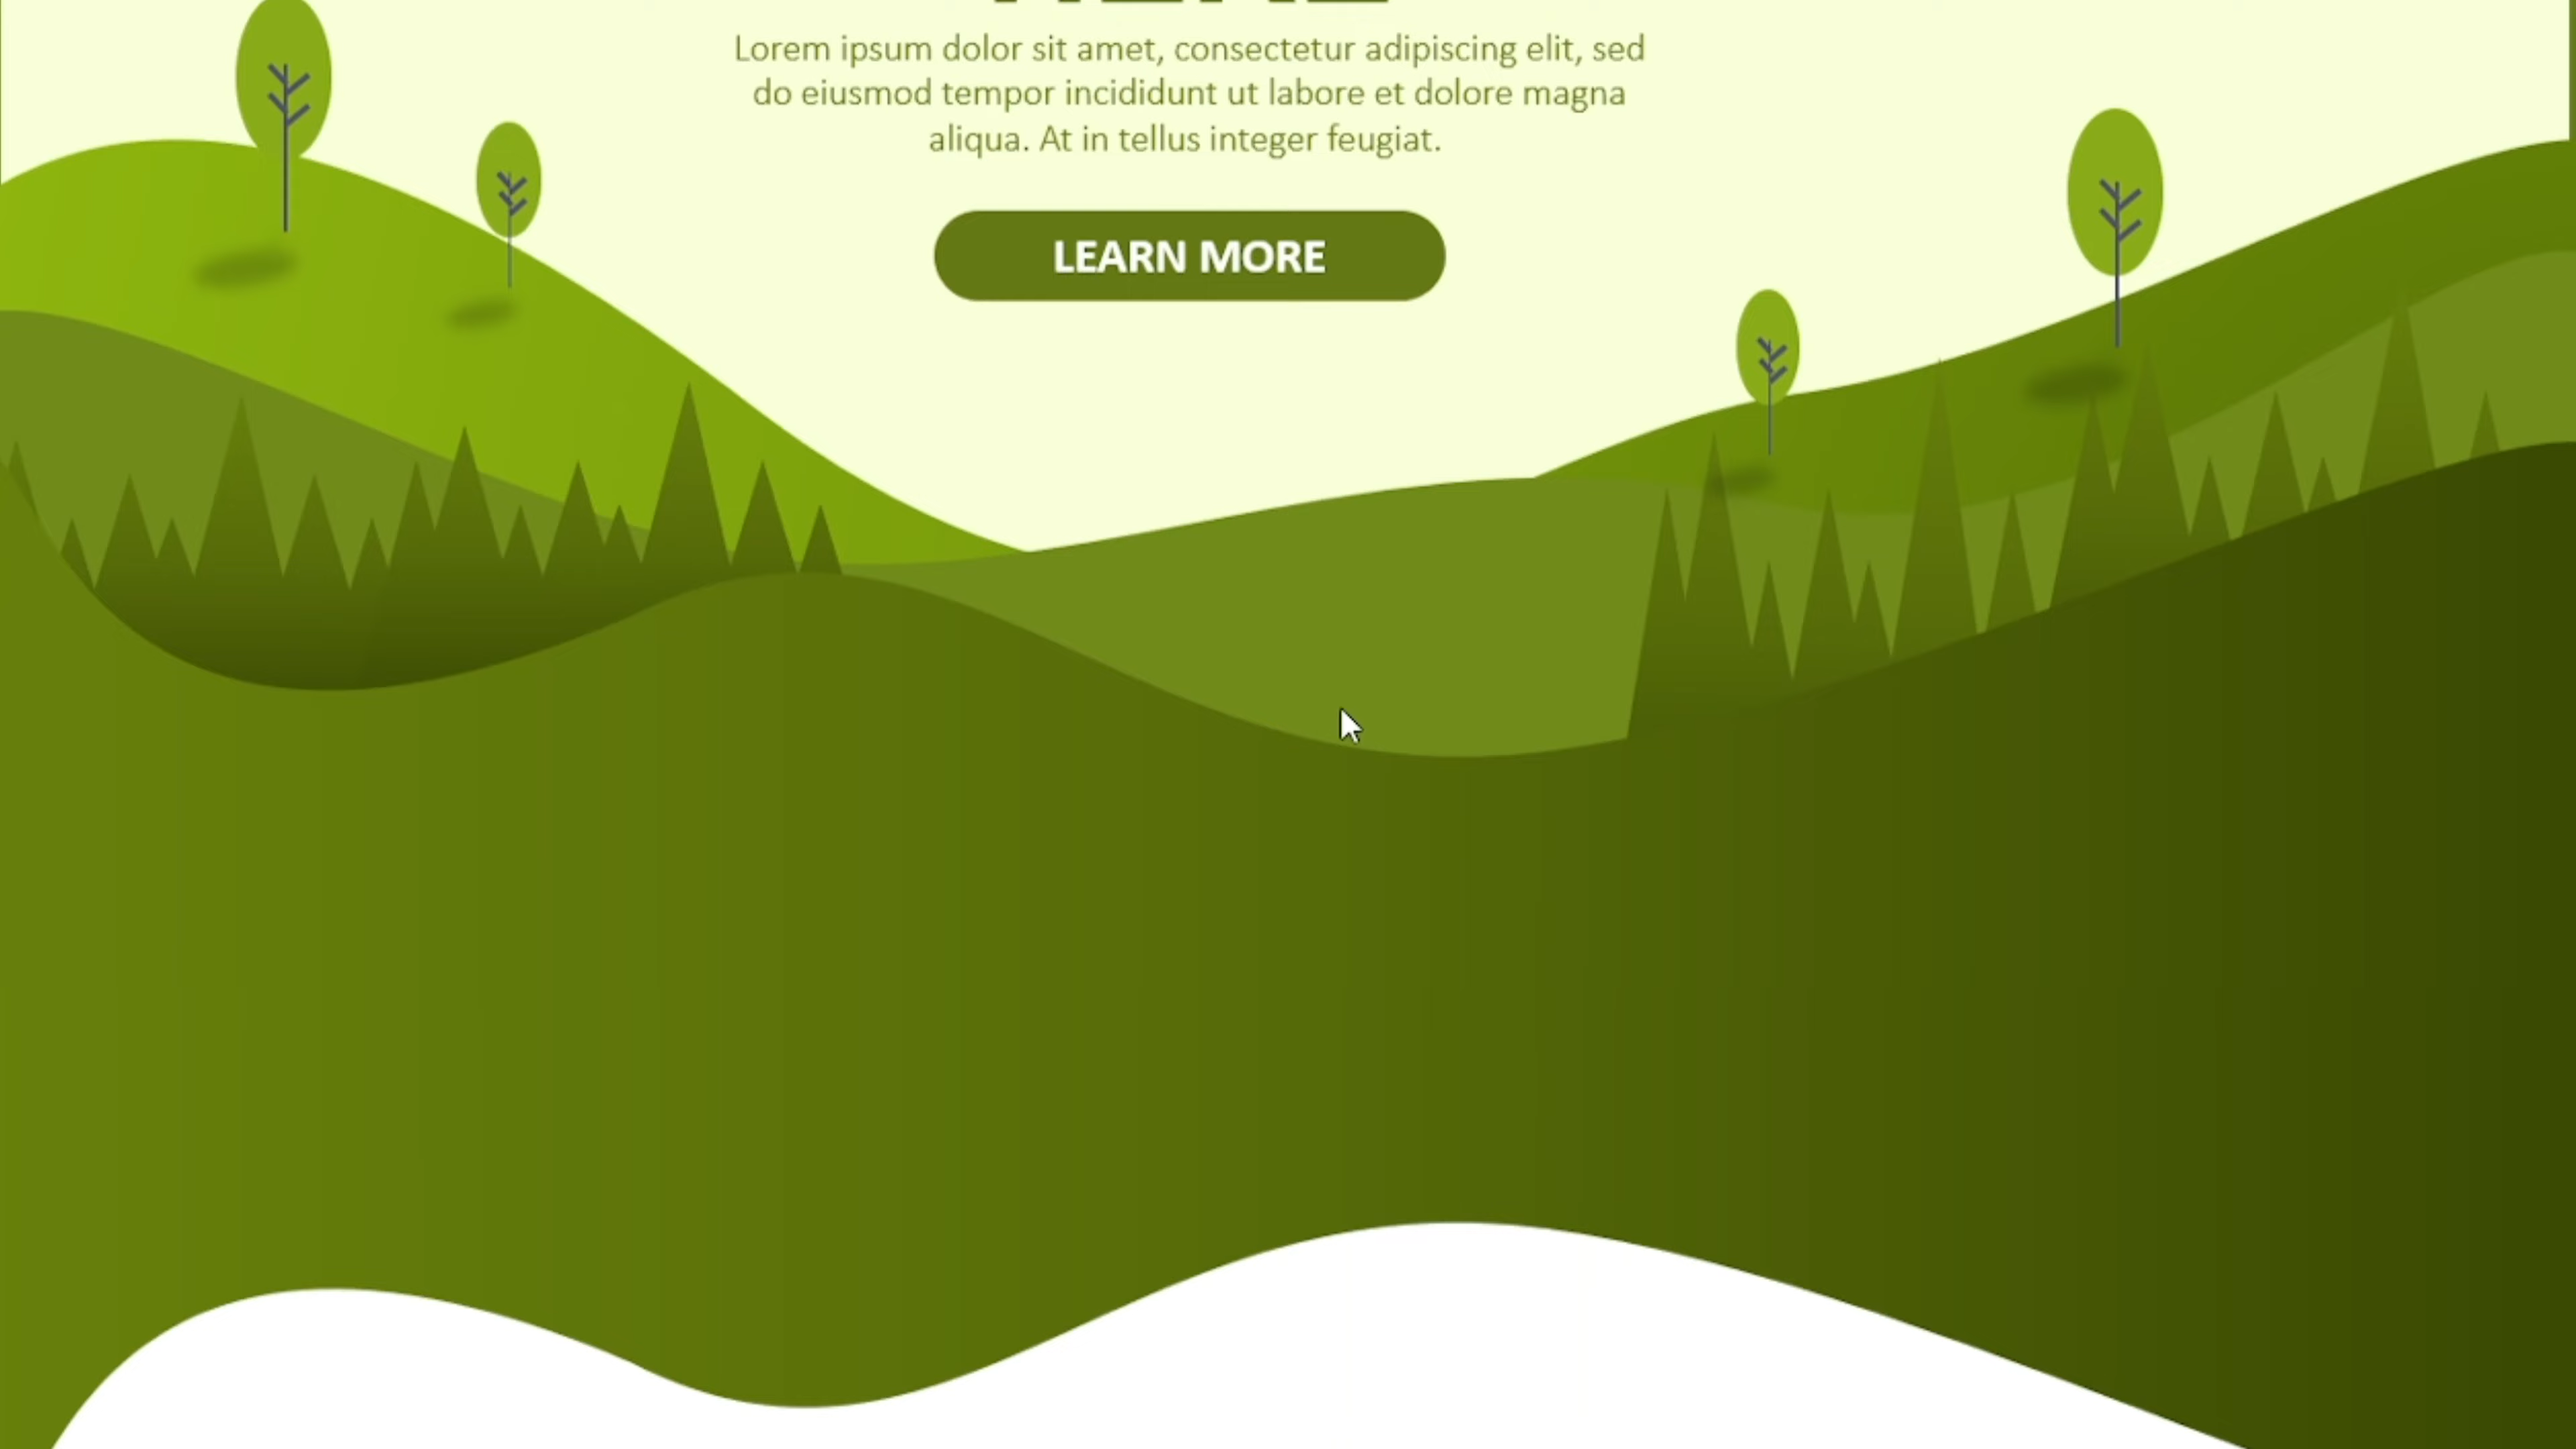 Lorem ipsum dolor sit amet, consectetur adipiscing elit, sed
do eiusmod tempor incididunt ut labore et dolore magna
aliqua. At in tellus integer feugiat.
LEARN MORE